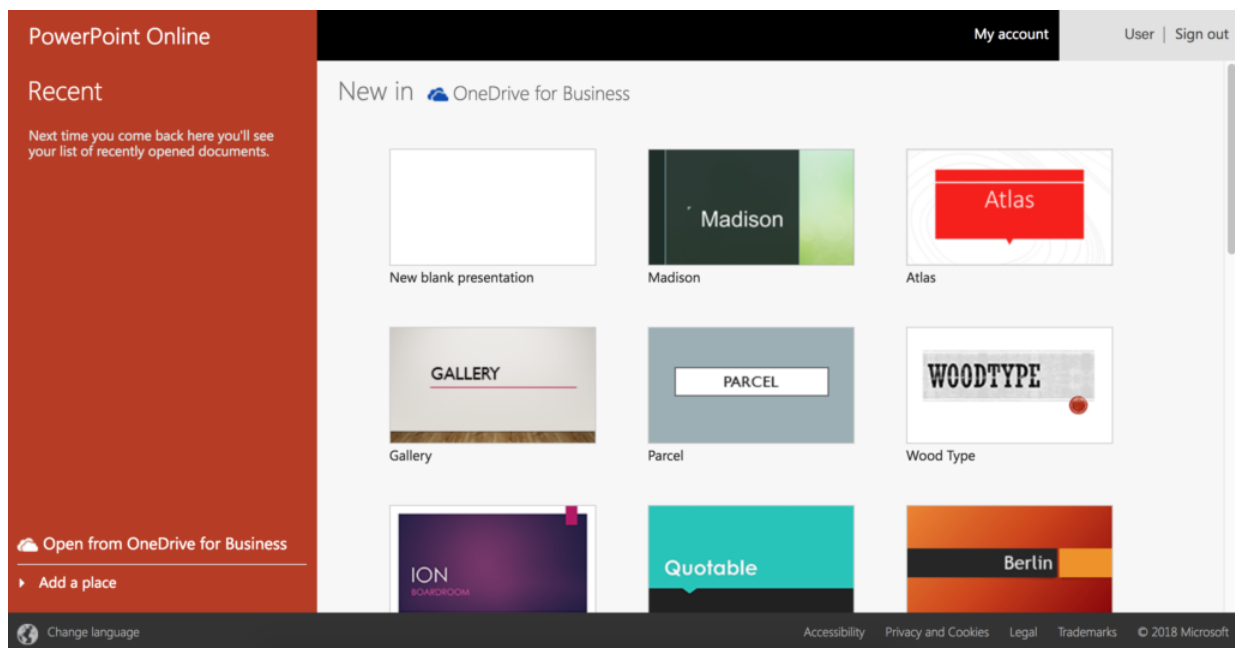 PowerPoint Online
My account
User | Sign out
Recent
Next time you come back here you'll see
your list of recently opened documents.
Open from OneDrive for Business
Add a place
New in OneDrive for Business
New blank presentation
Madison
Madison
Atlas
Atlas
GALLERY
Gallery
PARCEL
Parcel
WOODTYPE
Wood Type
ION
BOARDROOM
Quotable
Berlin
Change language
Accessibility Privacy and Cookies Legal Trademarks © 2018 Microsoft